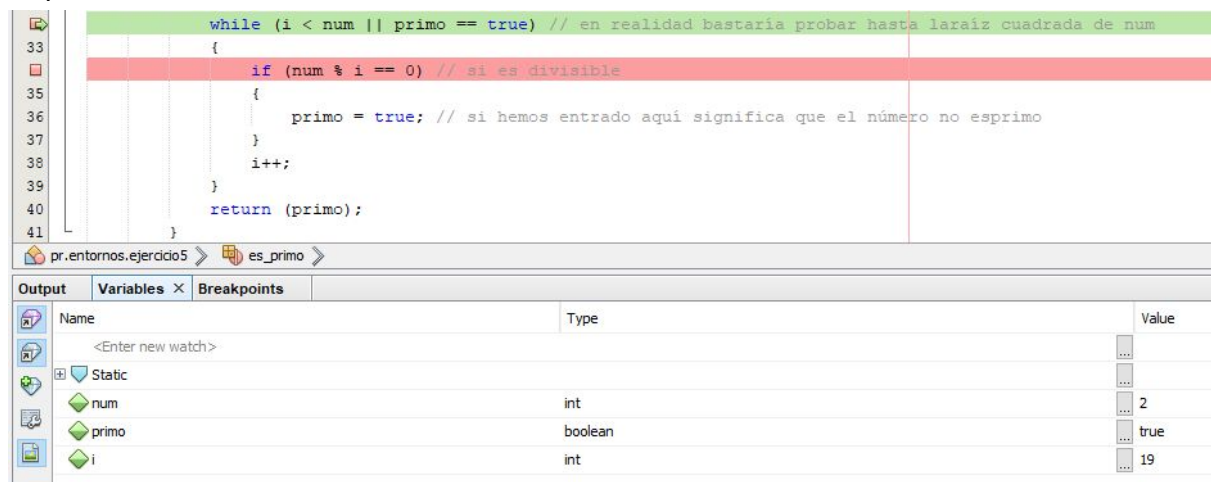 while (i < num || primo == true) // en realidad bastaría probar hasta laraíz cuadrada de num
33 {
if (num % i == 0) // si es divisible
35 {
36 primo = true; // si hemos entrado aquí significa que el número no esprimo
37 }
38 i++;
39 }
40 return (primo);
41 }
pr.entornos.ejercicio5 es_primo
Output Variables × Breakpoints
Name Type Value
<Enter new watch> ...
Static ...
num int ... 2
primo boolean ... true
i int ... 19